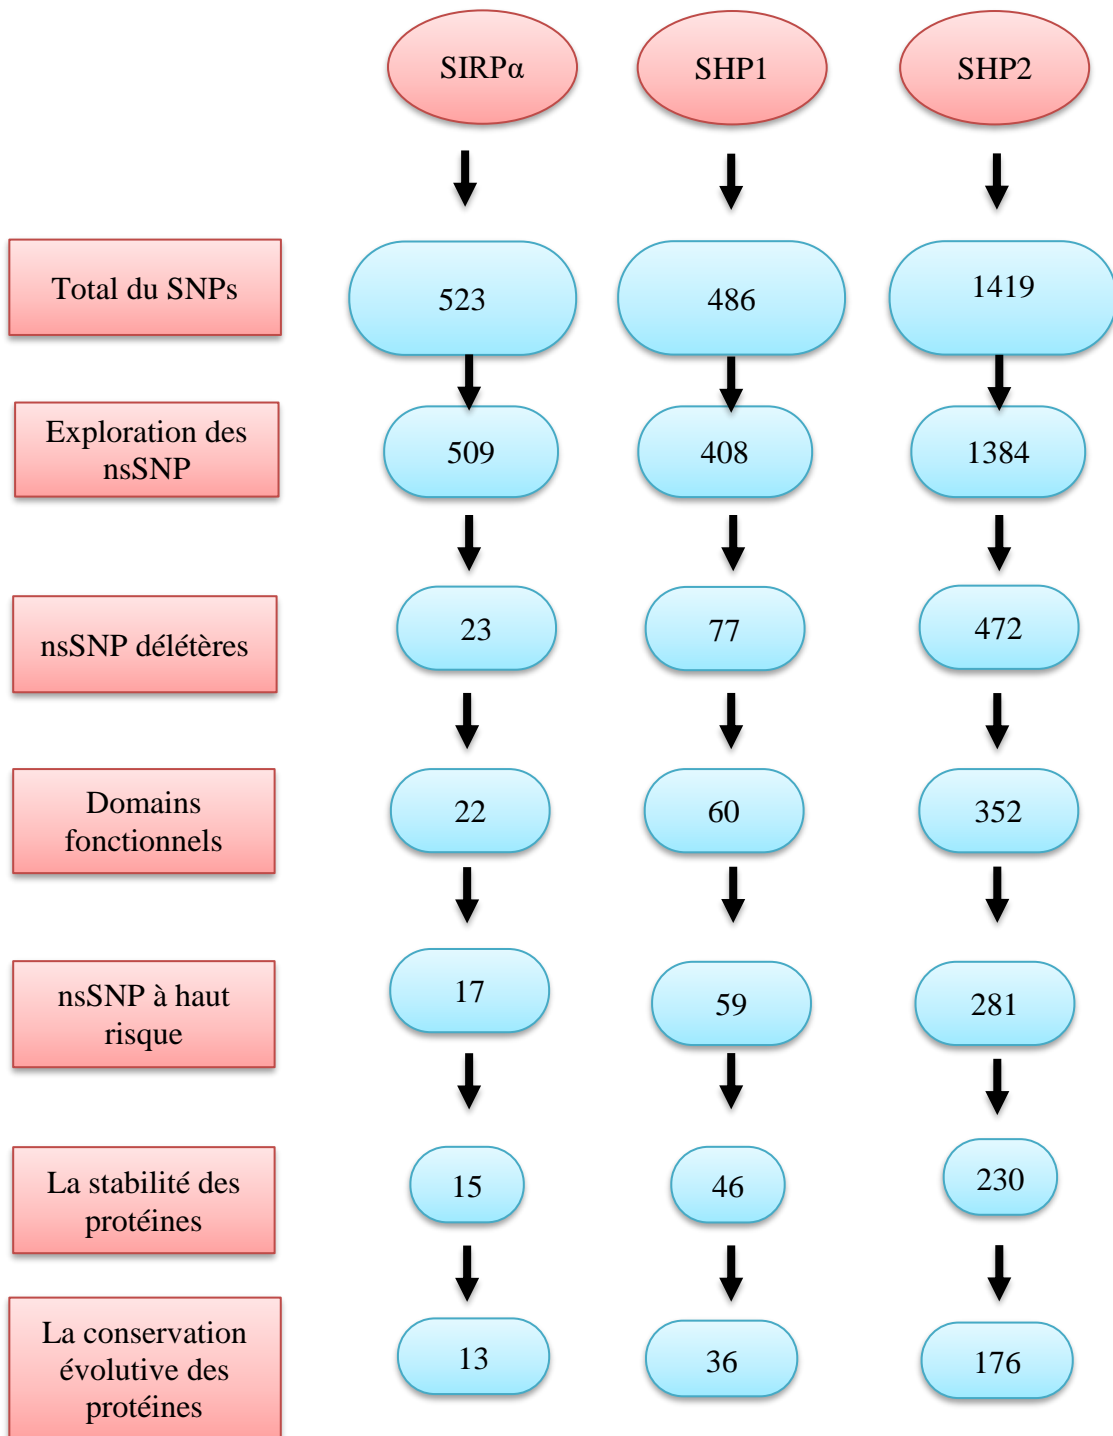 SIRPα
SHP1
SHP2
Total du SNPs
523
486
1419
Exploration des
nsSNP
509
408
1384
nsSNP délétères
23
77
472
Domains
fonctionnels
22
60
352
nsSNP à haut
risque
17
59
281
La stabilité des
protéines
15
46
230
La conservation
évolutive des
protéines
13
36
176